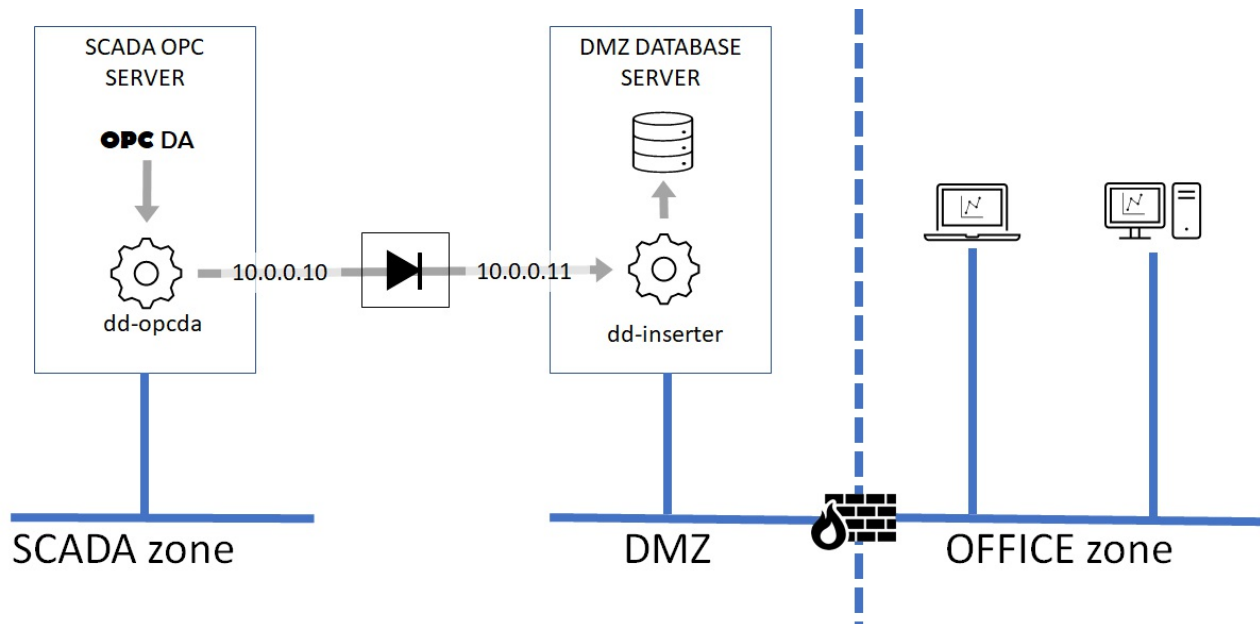 SCADA OPC
SERVER
OPC DA
dd-opcda
10.0.0.10
10.0.0.11
DMZ DATABASE
SERVER
dd-inserter
SCADA zone
DMZ
OFFICE zone